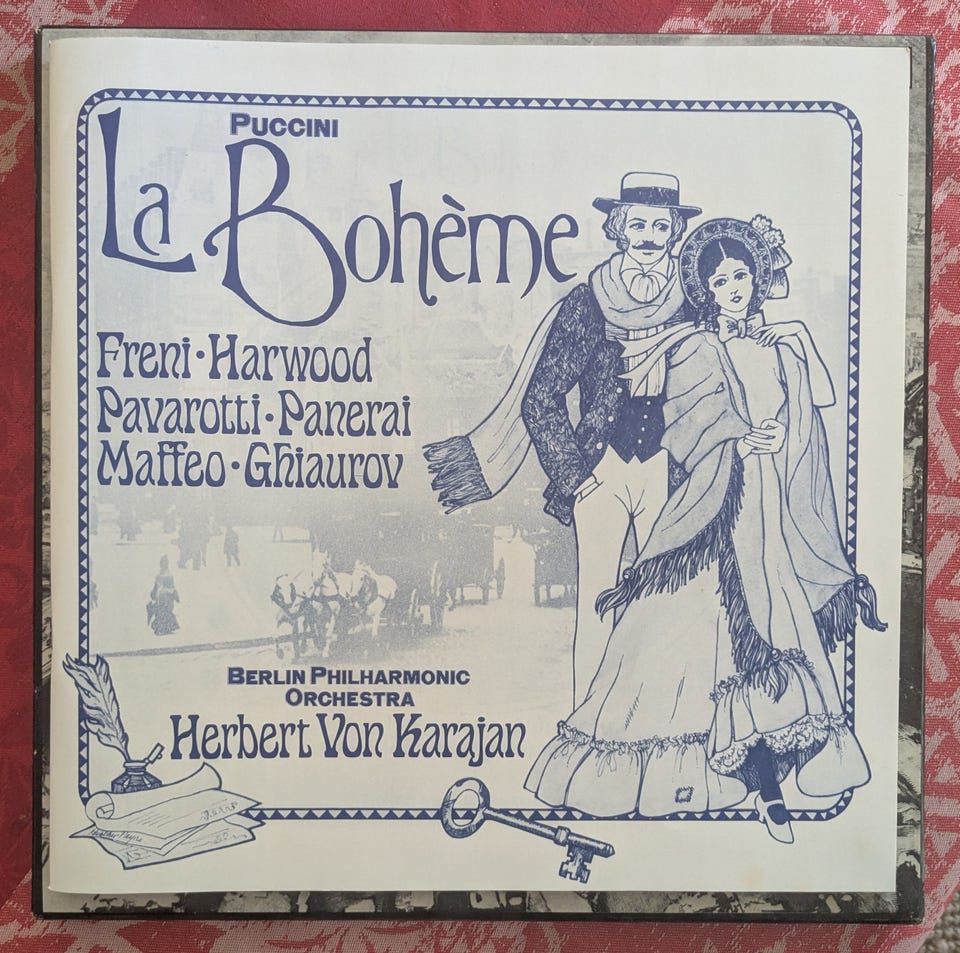 Puccini
La Bohème
Freni·Harwood
Pavarotti·Panerai
Maffeo·Ghiaurov
Berlin Philharmonic
Orchestra
Herbert Von Karajan